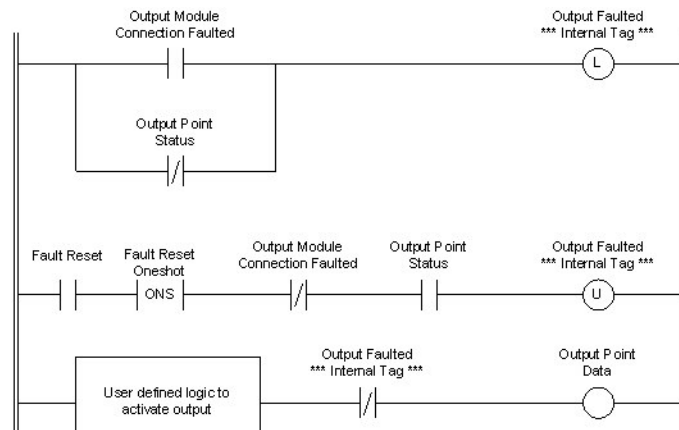 Output Module
Connection Faulted
Output Faulted
*** Internal Tag ***
L
Output Point
Status
Fault Reset
Fault Reset
Oneshot
Output Module
Connection Faulted
Output Point
Status
Output Faulted
*** Internal Tag ***
ONS
U
User defined logic to
activate output
Output Faulted
*** Internal Tag ***
Output Point
Data